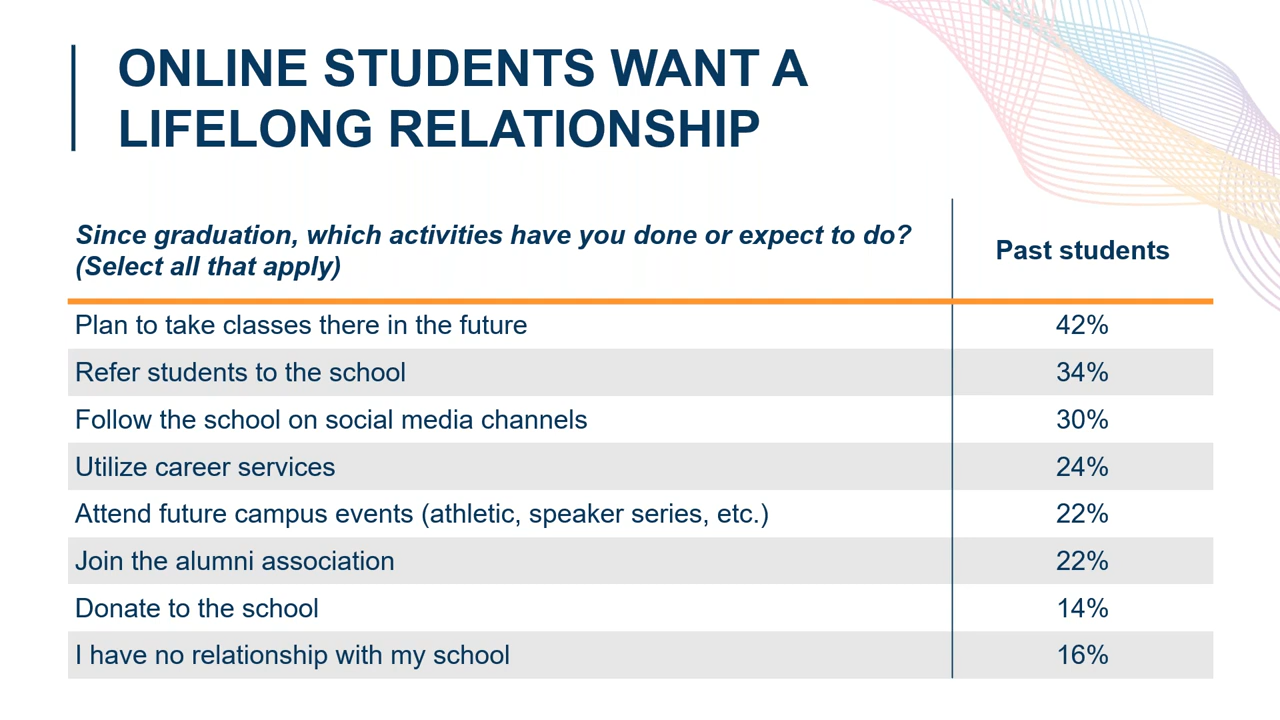 ONLINE STUDENTS WANT A
LIFELONG RELATIONSHIP
Since graduation, which activities have you done or expect to do?
(Select all that apply)
Past students
Plan to take classes there in the future 42%
Refer students to the school 34%
Follow the school on social media channels 30%
Utilize career services 24%
Attend future campus events (athletic, speaker series, etc.) 22%
Join the alumni association 22%
Donate to the school 14%
I have no relationship with my school 16%